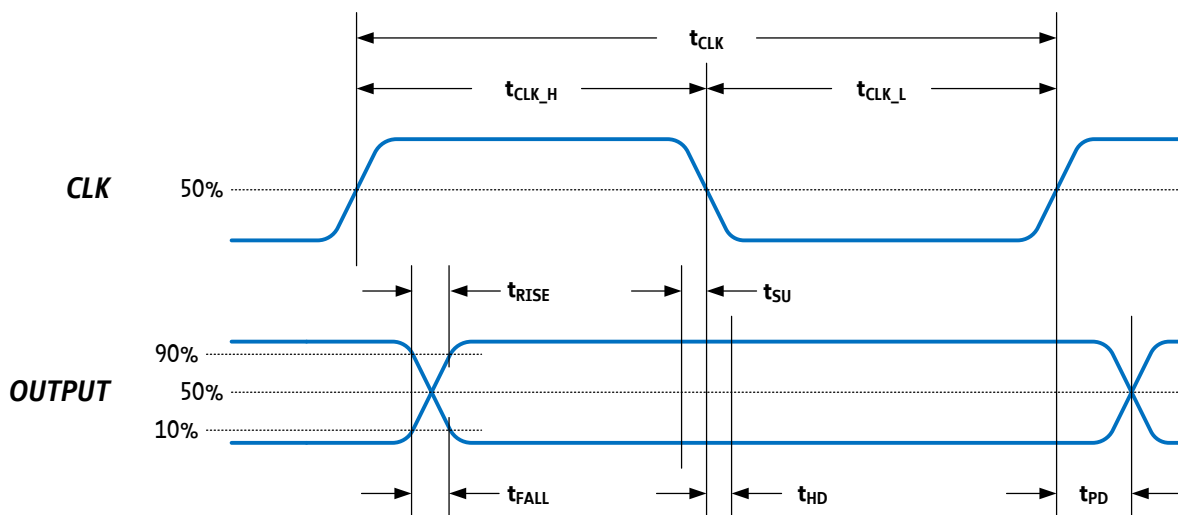 tCLK
tCLK_H tCLK_L
CLK 50%
tRISE tSU
90%
OUTPUT 50%
10%
tFALL tHD tPD